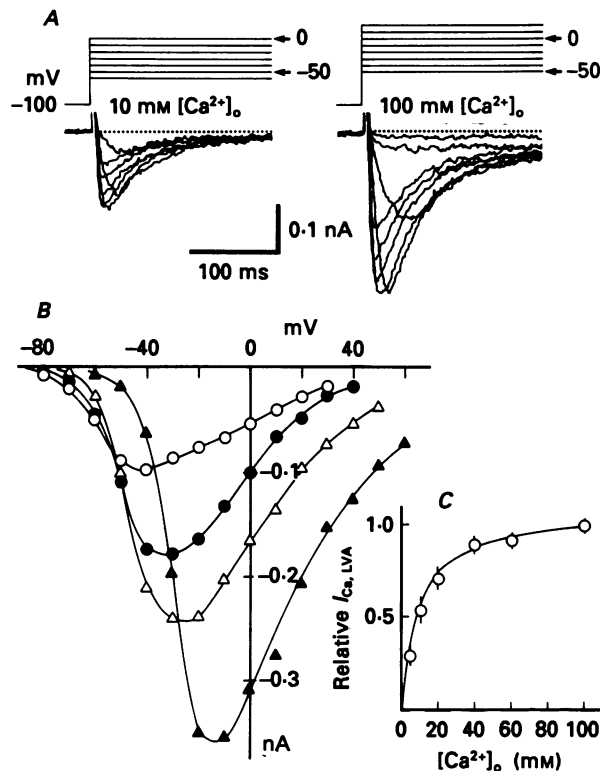 A
0
0
-50
-50
mV
-100
10 mM [Ca²⁺]ₒ
100 mM [Ca²⁺]ₒ
0·1 nA
100 ms
B
mV
-80
-40
0
40
-0·1
-0·2
-0·3
nA
C
1·0
0·5
Relative I_Ca, LVA
0 20 40 60 80 100
[Ca²⁺]ₒ (mM)